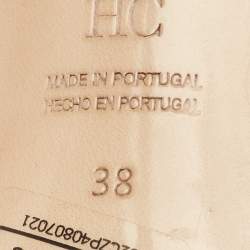 HC
MADE IN PORTUGAL
HECHO EN PORTUGAL
38